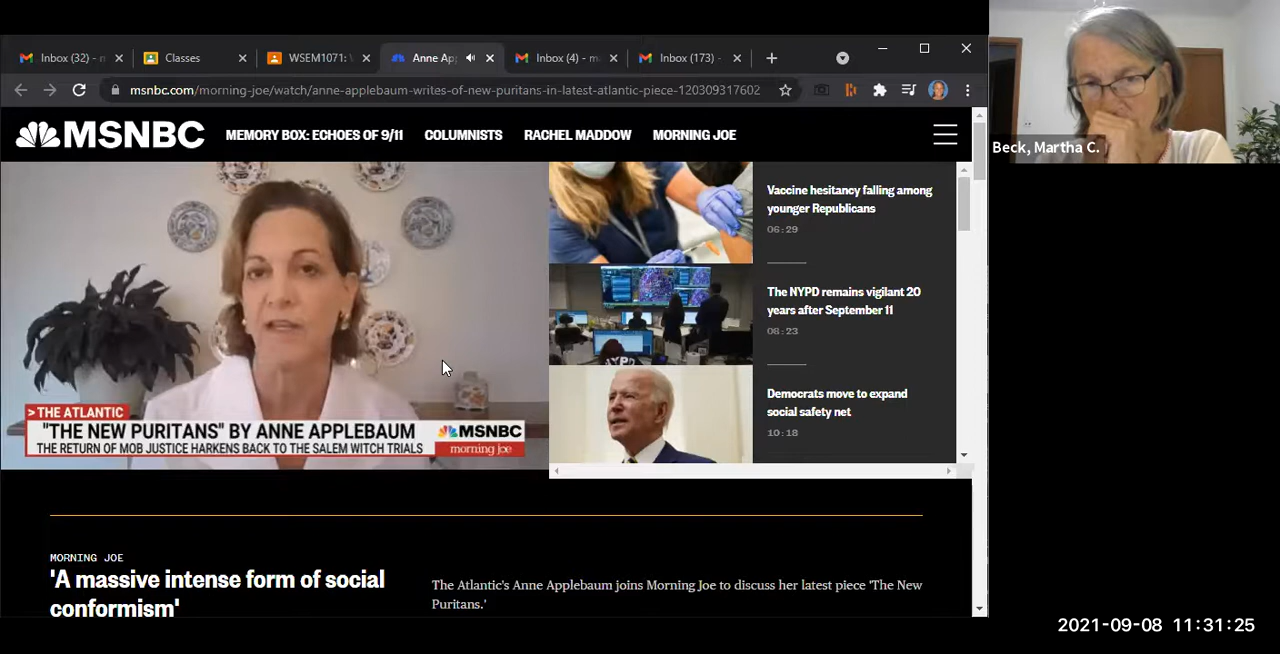 Inbox (32) - n
Classes
WSEM1071: \
Anne Ap
Inbox (4) - m
Inbox (173) -
msnbc.com/morning-joe/watch/anne-applebaum-writes-of-new-puritans-in-latest-atlantic-piece-120309317602
MSNBC
MEMORY BOX: ECHOES OF 9/11
COLUMNISTS
RACHEL MADDOW
MORNING JOE
Beck, Martha C.
Vaccine hesitancy falling among
younger Republicans
06:29
The NYPD remains vigilant 20
years after September 11
06:23
NYPD
Democrats move to expand
social safety net
10:18
>THE ATLANTIC
"THE NEW PURITANS" BY ANNE APPLEBAUM
THE RETURN OF MOB JUSTICE HARKENS BACK TO THE SALEM WITCH TRIALS
MSNBC
morning joe
MORNING JOE
'A massive intense form of social
conformism'
The Atlantic's Anne Applebaum joins Morning Joe to discuss her latest piece 'The New
Puritans.'
2021-09-08 11:31:25